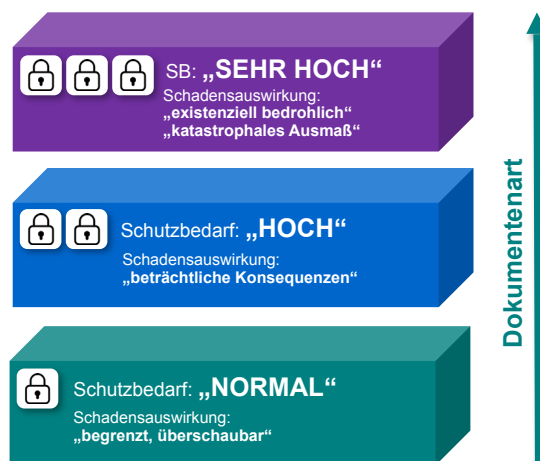 SB: „SEHR HOCH“
Schadensauswirkung:
„existenziell bedrohlich“
„katastrophales Ausmaß“
Schutzbedarf: „HOCH“
Schadensauswirkung:
„beträchtliche Konsequenzen“
Schutzbedarf: „NORMAL“
Schadensauswirkung:
„begrenzt, überschaubar“
Dokumentenart